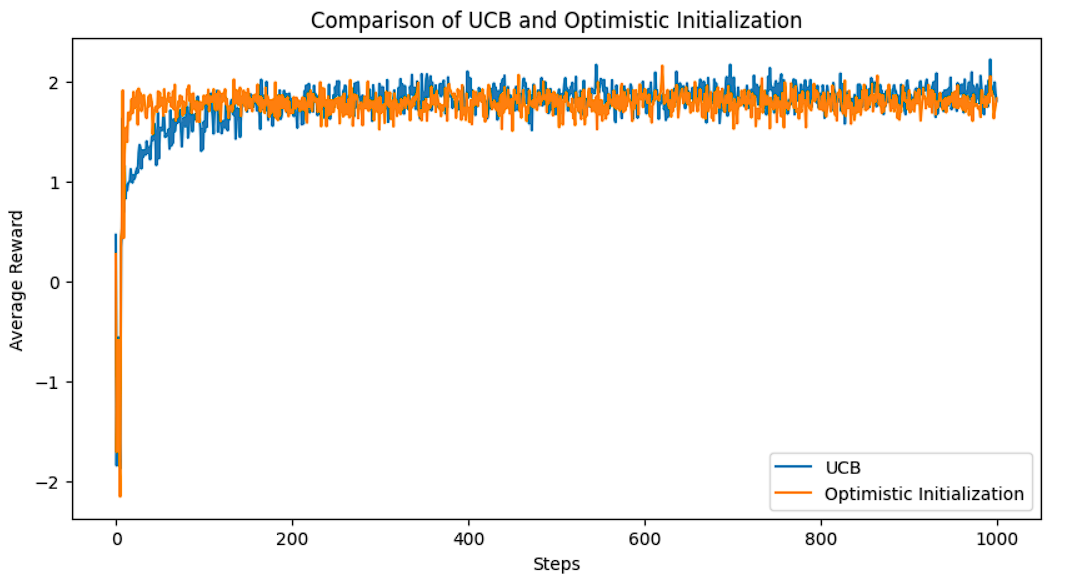 Comparison of UCB and Optimistic Initialization
Average Reward
2
1
0
−1
−2
0 200 400 600 800 1000
Steps
UCB
Optimistic Initialization